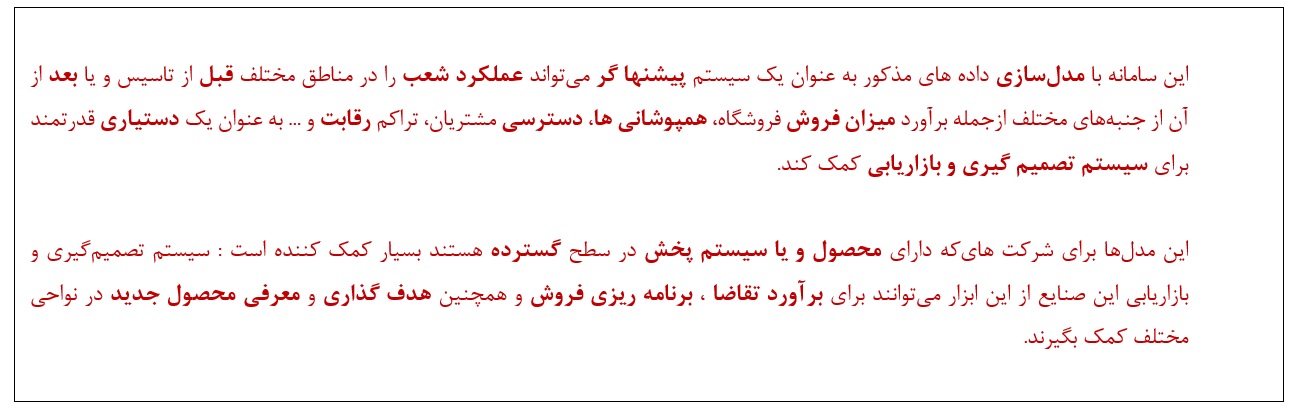 این سامانه با مدل‌سازی داده های مذکور به عنوان یک سیستم پیشنها گر می‌تواند عملکرد شعب را در مناطق مختلف قبل از تاسیس و یا بعد از
آن از جنبه‌های مختلف ازجمله برآورد میزان فروش فروشگاه، همپوشانی ها، دسترسی مشتریان، تراکم رقابت و ... به عنوان یک دستیاری قدرتمند
برای سیستم تصمیم گیری و بازاریابی کمک کند.
این مدل‌ها برای شرکت های‌که دارای محصول و یا سیستم پخش در سطح گسترده هستند بسیار کمک کننده است : سیستم تصمیم‌گیری و
بازاریابی این صنایع از این ابزار می‌توانند برای برآورد تقاضا ، برنامه ریزی فروش و همچنین هدف گذاری و معرفی محصول جدید در نواحی
مختلف کمک بگیرند.